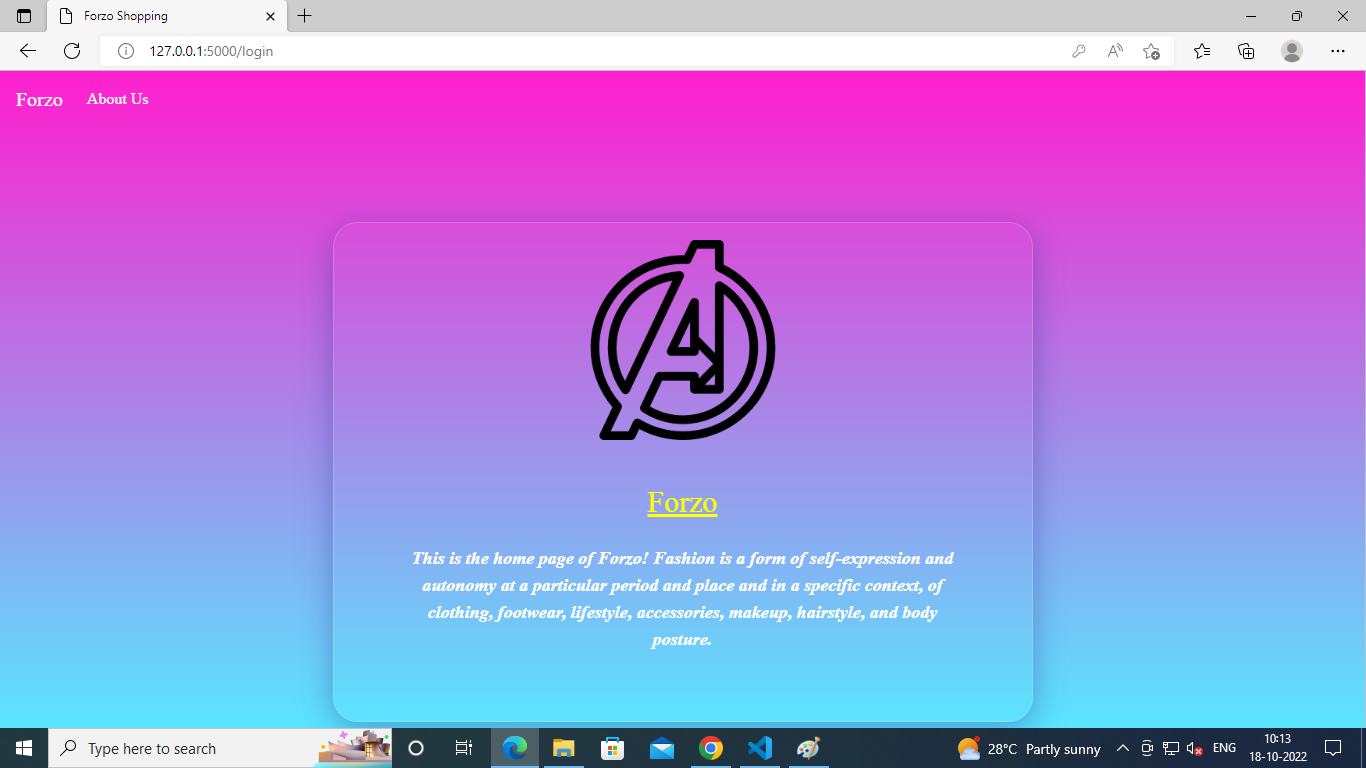 Forzo Shopping
127.0.0.1:5000/login
Forzo
About Us
Forzo
This is the home page of Forzo! Fashion is a form of self-expression and
autonomy at a particular period and place and in a specific context, of
clothing, footwear, lifestyle, accessories, makeup, hairstyle, and body
posture.
Type here to search
28°C Partly sunny
ENG
10:13
18-10-2022